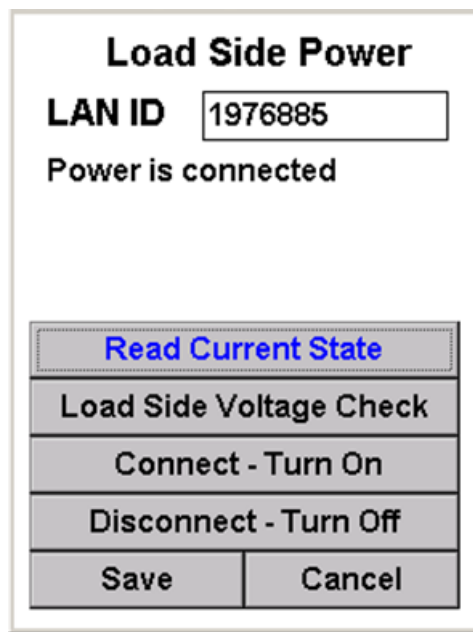 Load Side Power
LAN ID 1976885
Power is connected
Read Current State
Load Side Voltage Check
Connect - Turn On
Disconnect - Turn Off
Save Cancel